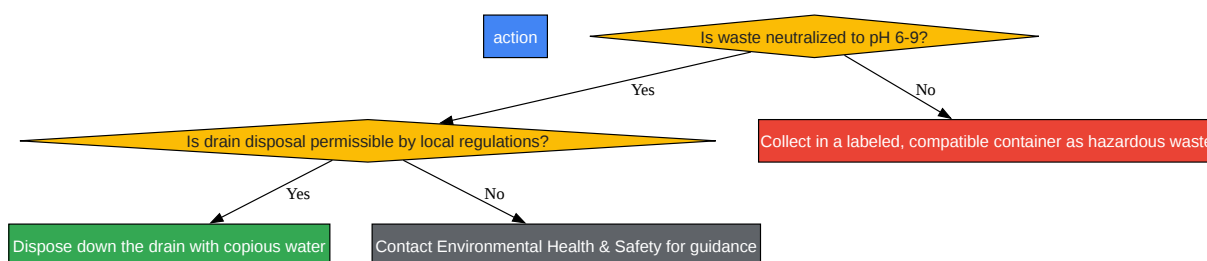 action
Is waste neutralized to pH 6-9?
Yes
No
Is drain disposal permissible by local regulations?
Collect in a labeled, compatible container as hazardous waste
Yes
No
Dispose down the drain with copious water
Contact Environmental Health & Safety for guidance